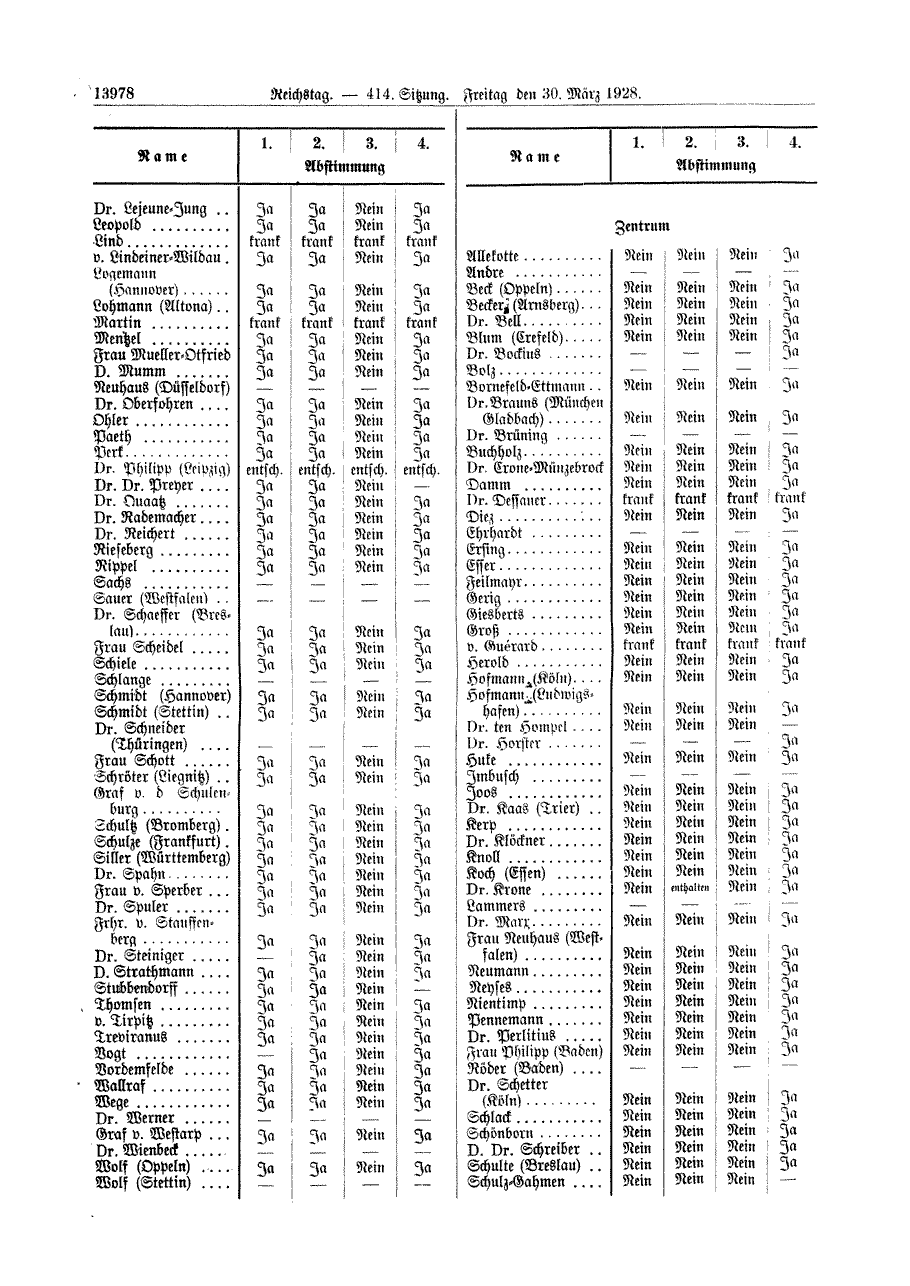 13978 Reichstag. — 414. Sitzung. Freitag den 30. März 1928.
Name 1. 2. 3. 4.
Abstimmung
Dr. Lejeune-Jung . . Ja Ja Nein Ja
Leopold . . . . . . . . . . Ja Ja Nein Ja
Lind . . . . . . . . . . . . . krank krank krank krank
v. Lindeiner-Wildau . Ja Ja Nein Ja
Logemann
(Hannover) . . . . . . Ja Ja Nein Ja
Lohmann (Altona) . . Ja Ja Nein Ja
Martin . . . . . . . . . . krank krank krank krank
Mentzel . . . . . . . . . . Ja Ja Nein Ja
Frau Mueller-Otfried Ja Ja Nein Ja
D. Mumm . . . . . . . Ja Ja Nein Ja
Neuhaus (Düsseldorf) — — — —
Dr. Oberfohren . . . . Ja Ja Nein Ja
Ohler . . . . . . . . . . . . Ja Ja Nein Ja
Paeth . . . . . . . . . . . Ja Ja Nein Ja
Perk . . . . . . . . . . . . . Ja Ja Nein Ja
Dr. Philipp (Leipzig) entsch. entsch. entsch. entsch.
Dr. Dr. Preyer . . . . Ja Ja Nein —
Dr. Quaatz . . . . . . . Ja Ja Nein Ja
Dr. Rademacher . . . . Ja Ja Nein Ja
Dr. Reichert . . . . . . Ja Ja Nein Ja
Rieseberg . . . . . . . . . Ja Ja Nein Ja
Rippel . . . . . . . . . . Ja Ja Nein Ja
Sachs . . . . . . . . . . . — — — —
Sauer (Westfalen) . . — — — —
Dr. Schaeffer (Bres-
lau) . . . . . . . . . . . . Ja Ja Nein Ja
Frau Scheidel . . . . . Ja Ja Nein Ja
Schiele . . . . . . . . . . . Ja Ja Nein Ja
Schlange . . . . . . . . . — — — —
Schmidt (Hannover) Ja Ja Nein Ja
Schmidt (Stettin) . . Ja Ja Nein Ja
Dr. Schneider
(Thüringen) . . . . — — — —
Frau Schott . . . . . . Ja Ja Nein Ja
Schröter (Liegnitz) . . Ja Ja Nein Ja
Graf v. d Schulen-
burg . . . . . . . . . . Ja Ja Nein Ja
Schultz (Bromberg) . Ja Ja Nein Ja
Schulze (Frankfurt) . Ja Ja Nein Ja
Siller (Württemberg) Ja Ja Nein Ja
Dr. Spahn . . . . . . . . Ja Ja Nein Ja
Frau v. Sperber . . . Ja Ja Nein Ja
Dr. Spuler . . . . . . . Ja Ja Nein Ja
Frhr. v. Stauffen-
berg . . . . . . . . . . . Ja Ja Nein Ja
Dr. Steiniger . . . . . — Ja Nein Ja
D. Strathmann . . . . Ja Ja Nein Ja
Stubbendorff . . . . . . Ja Ja Nein —
Thomsen . . . . . . . . . Ja Ja Nein Ja
v. Tirpitz . . . . . . . . . Ja Ja Nein Ja
Treviranus . . . . . . . Ja Ja Nein Ja
Vogt . . . . . . . . . . . . — Ja Nein Ja
Vordemfelde . . . . . . Ja Ja Nein Ja
Wallraf . . . . . . . . . . Ja Ja Nein Ja
Wege . . . . . . . . . . . . Ja Ja Nein Ja
Dr. Werner . . . . . . — — — —
Graf v. Westarp . . . Ja Ja Nein Ja
Dr. Wienbeck . . . . . — — — —
Wolf (Oppeln) . . . . Ja Ja Nein Ja
Wolf (Stettin) . . . . — — — —
Name 1. 2. 3. 4.
Abstimmung
Zentrum
Allekotte . . . . . . . . . . Nein Nein Nein Ja
Andre . . . . . . . . . . . — — — —
Beck (Oppeln) . . . . . . Nein Nein Nein Ja
Becker (Arnsberg) . . . Nein Nein Nein Ja
Dr. Bell . . . . . . . . . . Nein Nein Nein Ja
Blum (Crefeld) . . . . . Nein Nein Nein Ja
Dr. Bockius . . . . . . . — — — Ja
Bolz . . . . . . . . . . . . . — — — —
Bornefeld-Ettmann . . Nein Nein Nein Ja
Dr. Brauns (München
Gladbach) . . . . . . . Nein Nein Nein Ja
Dr. Brüning . . . . . . — — — —
Buchholz . . . . . . . . . . Nein Nein Nein Ja
Dr. Crone-Münzebrock Nein Nein Nein Ja
Damm . . . . . . . . . . Nein Nein Nein Ja
Dr. Dessauer . . . . . . . krank krank krank krank
Diez . . . . . . . . . . . . . Nein Nein Nein Ja
Ehrhardt . . . . . . . . . — — — —
Ersing . . . . . . . . . . . . Nein Nein Nein Ja
Esser . . . . . . . . . . . . . Nein Nein Nein Ja
Feilmayr . . . . . . . . . . Nein Nein Nein Ja
Gerig . . . . . . . . . . . . Nein Nein Nein Ja
Giesberts . . . . . . . . . Nein Nein Nein Ja
Groß . . . . . . . . . . . . Nein Nein Nein Ja
v. Guérard . . . . . . . . krank krank krank krank
Herold . . . . . . . . . . . Nein Nein Nein Ja
Hofmann (Köln) . . . . Nein Nein Nein Ja
Hofmann (Ludwigs-
hafen) . . . . . . . . . . Nein Nein Nein Ja
Dr. ten Hompel . . . . Nein Nein Nein —
Dr. Horster . . . . . . . — — — Ja
Huke . . . . . . . . . . . . Nein Nein Nein Ja
Imbusch . . . . . . . . . — — — —
Joos . . . . . . . . . . . . Nein Nein Nein Ja
Dr. Kaas (Trier) . . Nein Nein Nein Ja
Kerp . . . . . . . . . . . . Nein Nein Nein Ja
Dr. Klöckner . . . . . . . Nein Nein Nein Ja
Knoll . . . . . . . . . . . . Nein Nein Nein Ja
Koch (Essen) . . . . . . Nein Nein Nein Ja
Dr. Krone . . . . . . . . Nein enthalten Nein Ja
Lammers . . . . . . . . . — — — —
Dr. Marx . . . . . . . . . Nein Nein Nein Ja
Frau Neuhaus (West-
falen) . . . . . . . . . . Nein Nein Nein Ja
Neumann . . . . . . . . . Nein Nein Nein Ja
Neyses . . . . . . . . . . . Nein Nein Nein Ja
Nientimp . . . . . . . . . Nein Nein Nein Ja
Pennemann . . . . . . . Nein Nein Nein Ja
Dr. Perlitius . . . . . Nein Nein Nein Ja
Frau Philipp (Baden) Nein Nein Nein Ja
Röder (Baden) . . . . — — — —
Dr. Schetter
(Köln) . . . . . . . . . Nein Nein Nein Ja
Schlack . . . . . . . . . . . Nein Nein Nein Ja
Schönborn . . . . . . . . Nein Nein Nein Ja
D. Dr. Schreiber . . Nein Nein Nein Ja
Schulte (Breslau) . . Nein Nein Nein Ja
Schulz-Gahmen . . . . Nein Nein Nein —